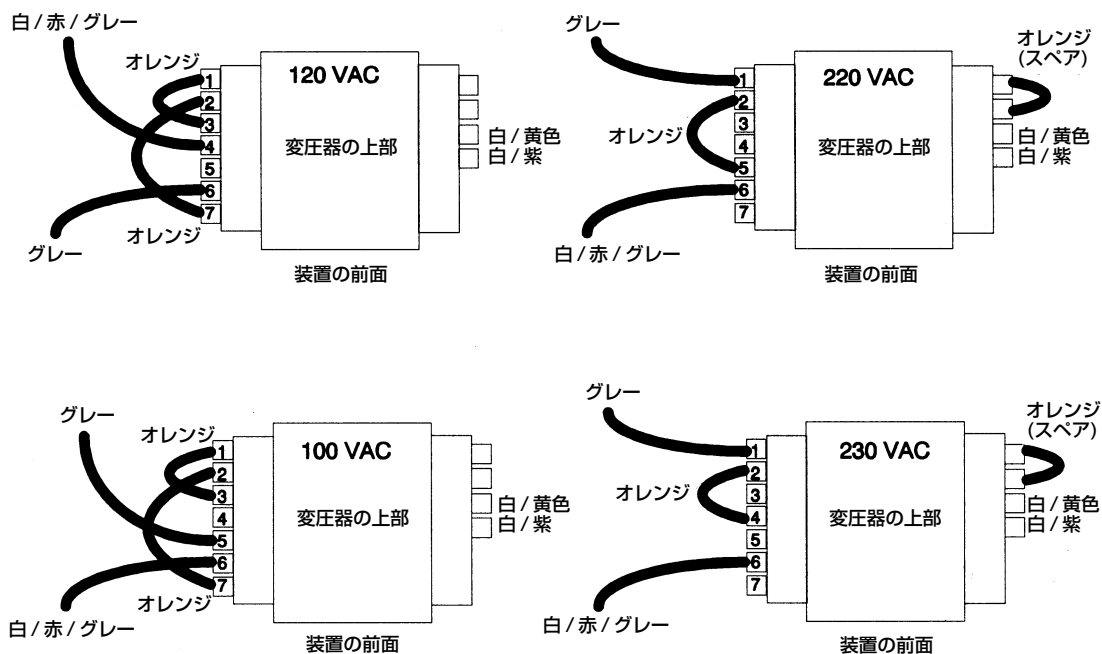 白 / 赤 / グレー
オレンジ
1
2
3
4
5
6
7
オレンジ
グレー
120 VAC
変圧器の上部
白 / 黄色
白 / 紫
装置の前面
グレー
オレンジ
1
2
3
4
5
6
7
白 / 赤 / グレー
220 VAC
変圧器の上部
オレンジ
(スペア)
白 / 黄色
白 / 紫
装置の前面
グレー
オレンジ
1
2
3
4
5
6
7
オレンジ
白 / 赤 / グレー
100 VAC
変圧器の上部
白 / 黄色
白 / 紫
装置の前面
グレー
オレンジ
1
2
3
4
5
6
7
白 / 赤 / グレー
230 VAC
変圧器の上部
オレンジ
(スペア)
白 / 黄色
白 / 紫
装置の前面